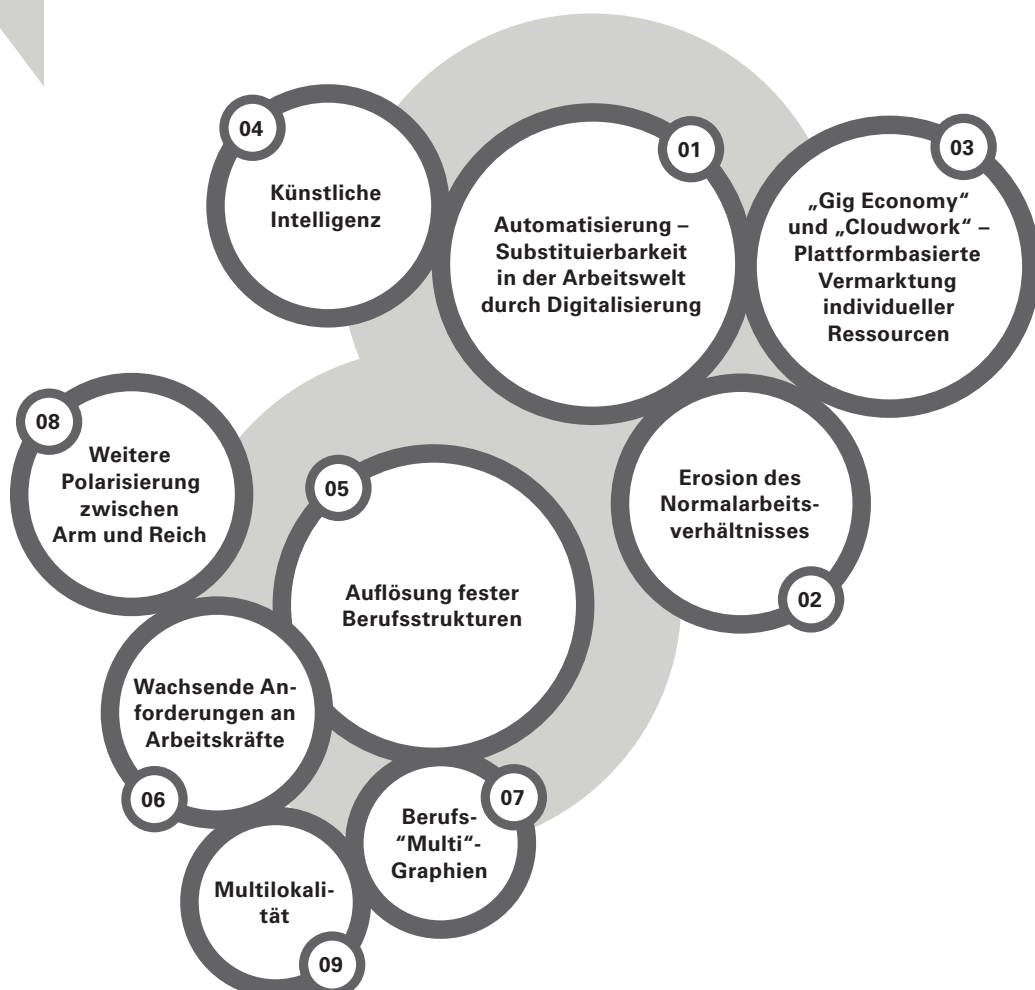 04
Künstliche
Intelligenz
01
Automatisierung –
Substituierbarkeit
in der Arbeitswelt
durch Digitalisierung
03
„Gig Economy“
und „Cloudwork“ –
Plattformbasierte
Vermarktung
individueller
Ressourcen
08
Weitere
Polarisierung
zwischen
Arm und Reich
05
Auflösung fester
Berufsstrukturen
Erosion des
Normalarbeits-
verhältnisses
02
Wachsende An-
forderungen an
Arbeitskräfte
06
07
Berufs-
“Multi“-
Graphien
Multilokali-
tät
09